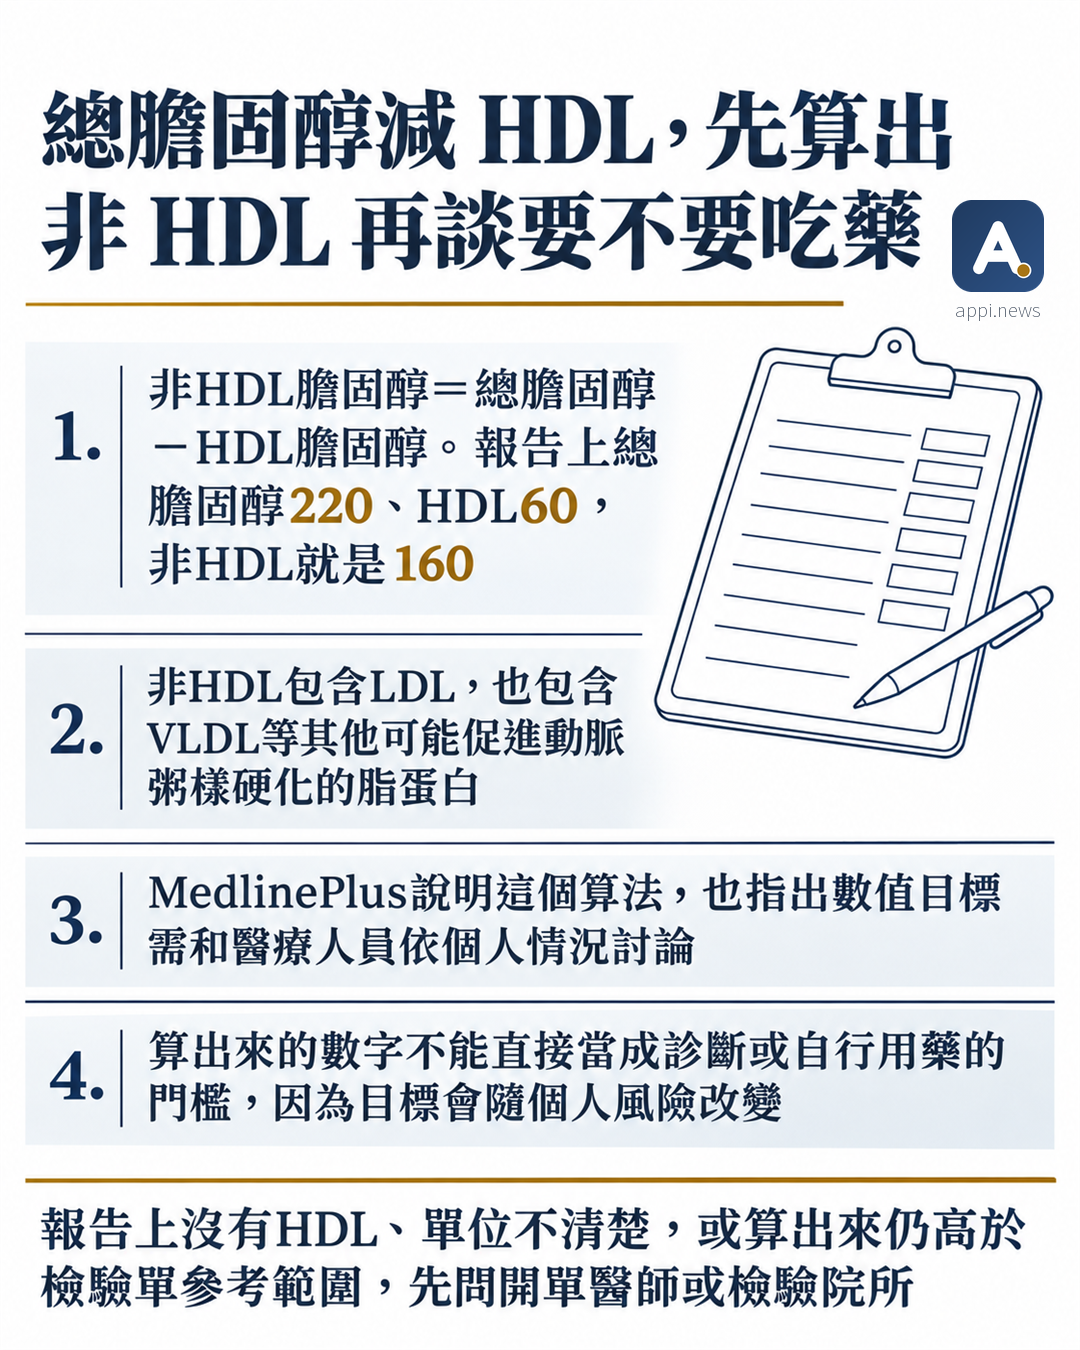 總膽固醇減 HDL，先算出
非 HDL 再談要不要吃藥
A
appi.news
1.
非HDL膽固醇＝總膽固醇
－HDL膽固醇。報告上總
膽固醇220、HDL60，
非HDL就是160
2.
非HDL包含LDL，也包含
VLDL等其他可能促進動脈
粥樣硬化的脂蛋白
3.
MedlinePlus說明這個算法，也指出數值目標
需和醫療人員依個人情況討論
4.
算出來的數字不能直接當成診斷或自行用藥的
門檻，因為目標會隨個人風險改變
報告上沒有HDL、單位不清楚，或算出來仍高於
檢驗單參考範圍，先問開單醫師或檢驗院所